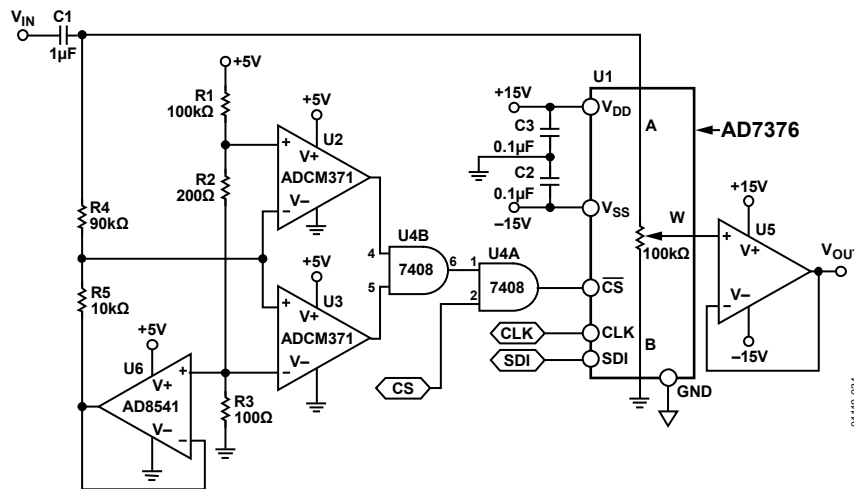 VIN
C1
1μF
+5V
R1
100kΩ
R2
200Ω
R4
90kΩ
R5
10kΩ
+5V
U6
V+
AD8541
V–
+
–
R3
100Ω
+5V
U2
+
V+
ADCM371
V–
–
+5V
U3
+
V+
ADCM371
V–
–
U4B
4
7408
6
5
U4A
1
7408
2
CS
CLK
SDI
+15V
C3
0.1μF
C2
0.1μF
–15V
U1
VDD
A
AD7376
VSS
W
100kΩ
CS
CLK
SDI
B
GND
+15V
+
U5
V+
V–
–
–15V
VOUT